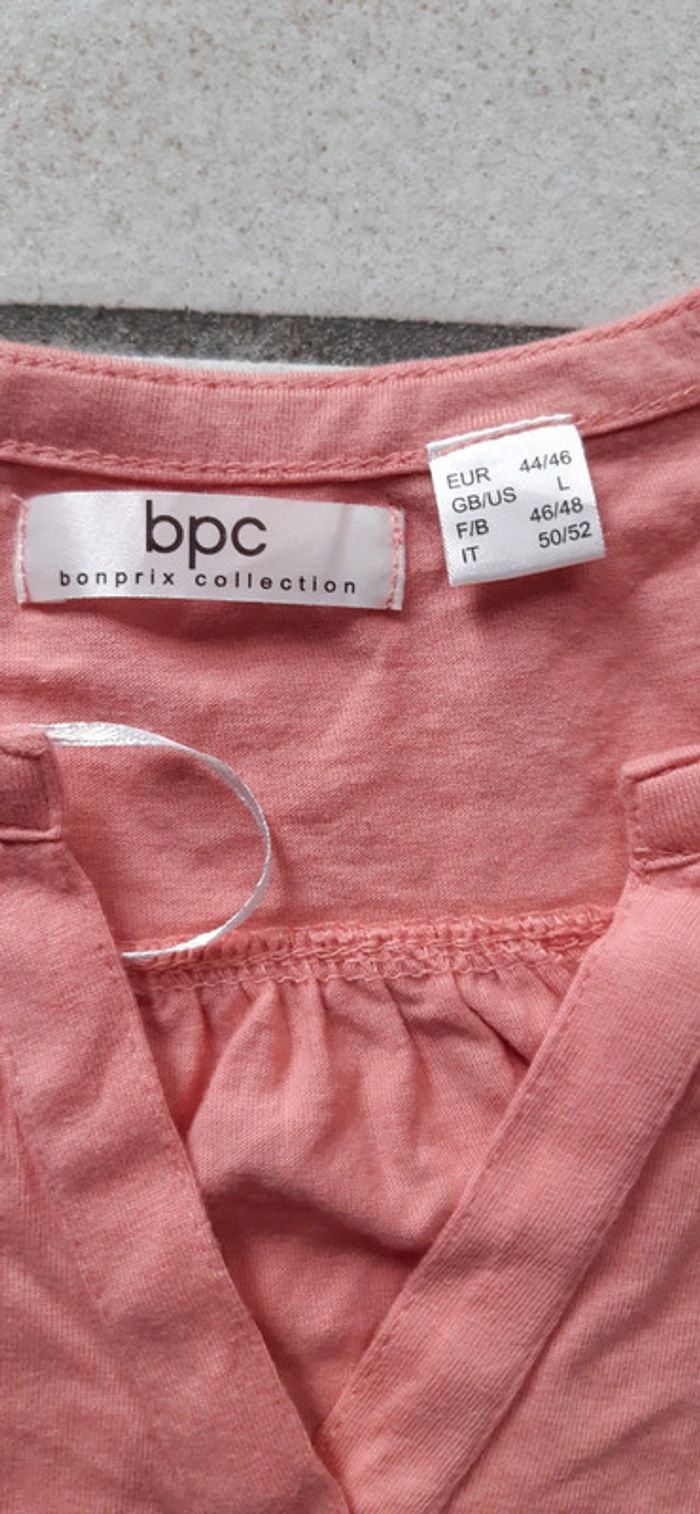 bpc
bonprix collection
EUR 44/46
GB/US L
F/B 46/48
IT 50/52